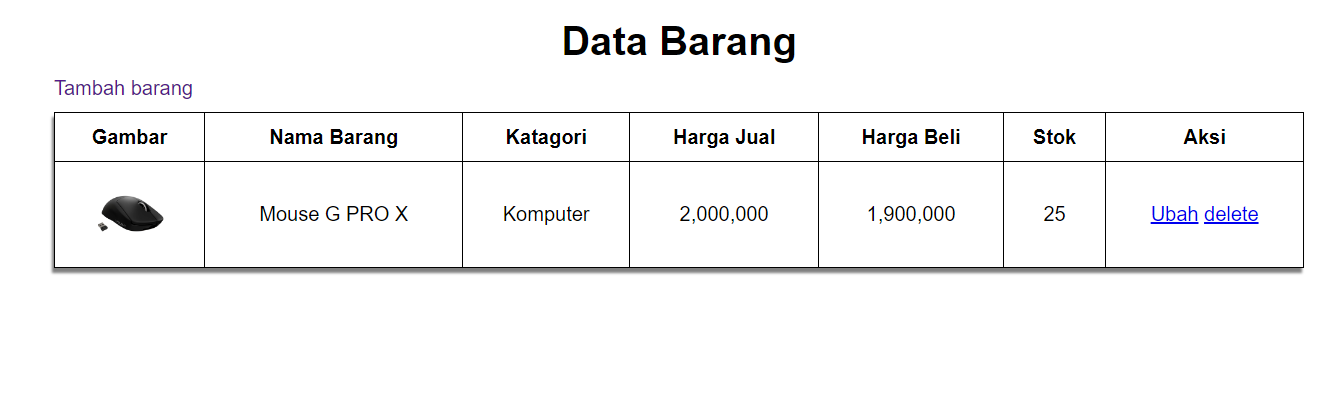 Data Barang
Tambah barang
Gambar Nama Barang Katagori Harga Jual Harga Beli Stok Aksi
Mouse G PRO X Komputer 2,000,000 1,900,000 25 Ubah delete